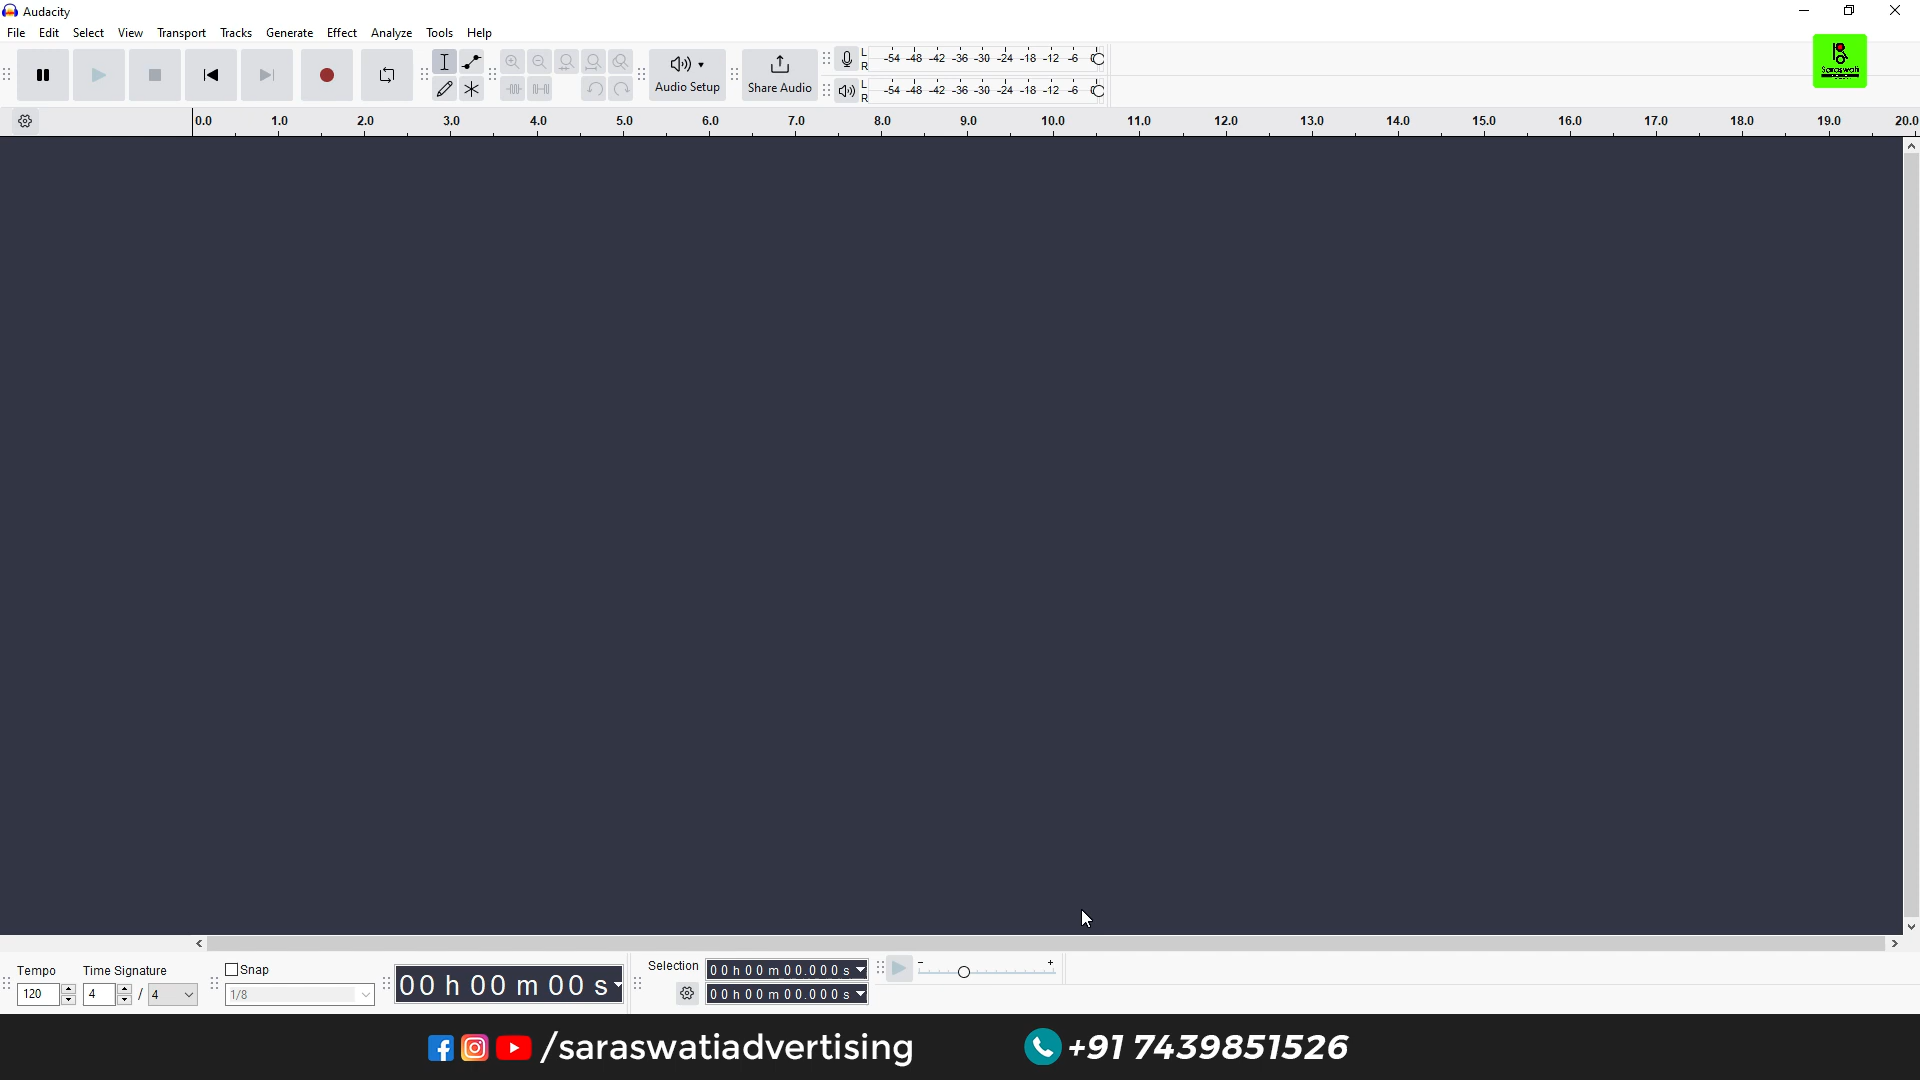 Audacity
File Edit Select View Transport Tracks Generate Effect Analyze Tools Help
Audio Setup
Share Audio
L
R
-54 -48 -42 -36 -30 -24 -18 -12 -6 0
L
R
-54 -48 -42 -36 -30 -24 -18 -12 -6 0
Saraswati
0.0 1.0 2.0 3.0 4.0 5.0 6.0 7.0 8.0 9.0 10.0 11.0 12.0 13.0 14.0 15.0 16.0 17.0 18.0 19.0 20.0
Tempo
120
Time Signature
4 / 4
Snap
1/8
00 h 00 m 00 s
Selection
00 h 00 m 00.000 s
00 h 00 m 00.000 s
- +
/saraswatiadvertising
+91 7439851526